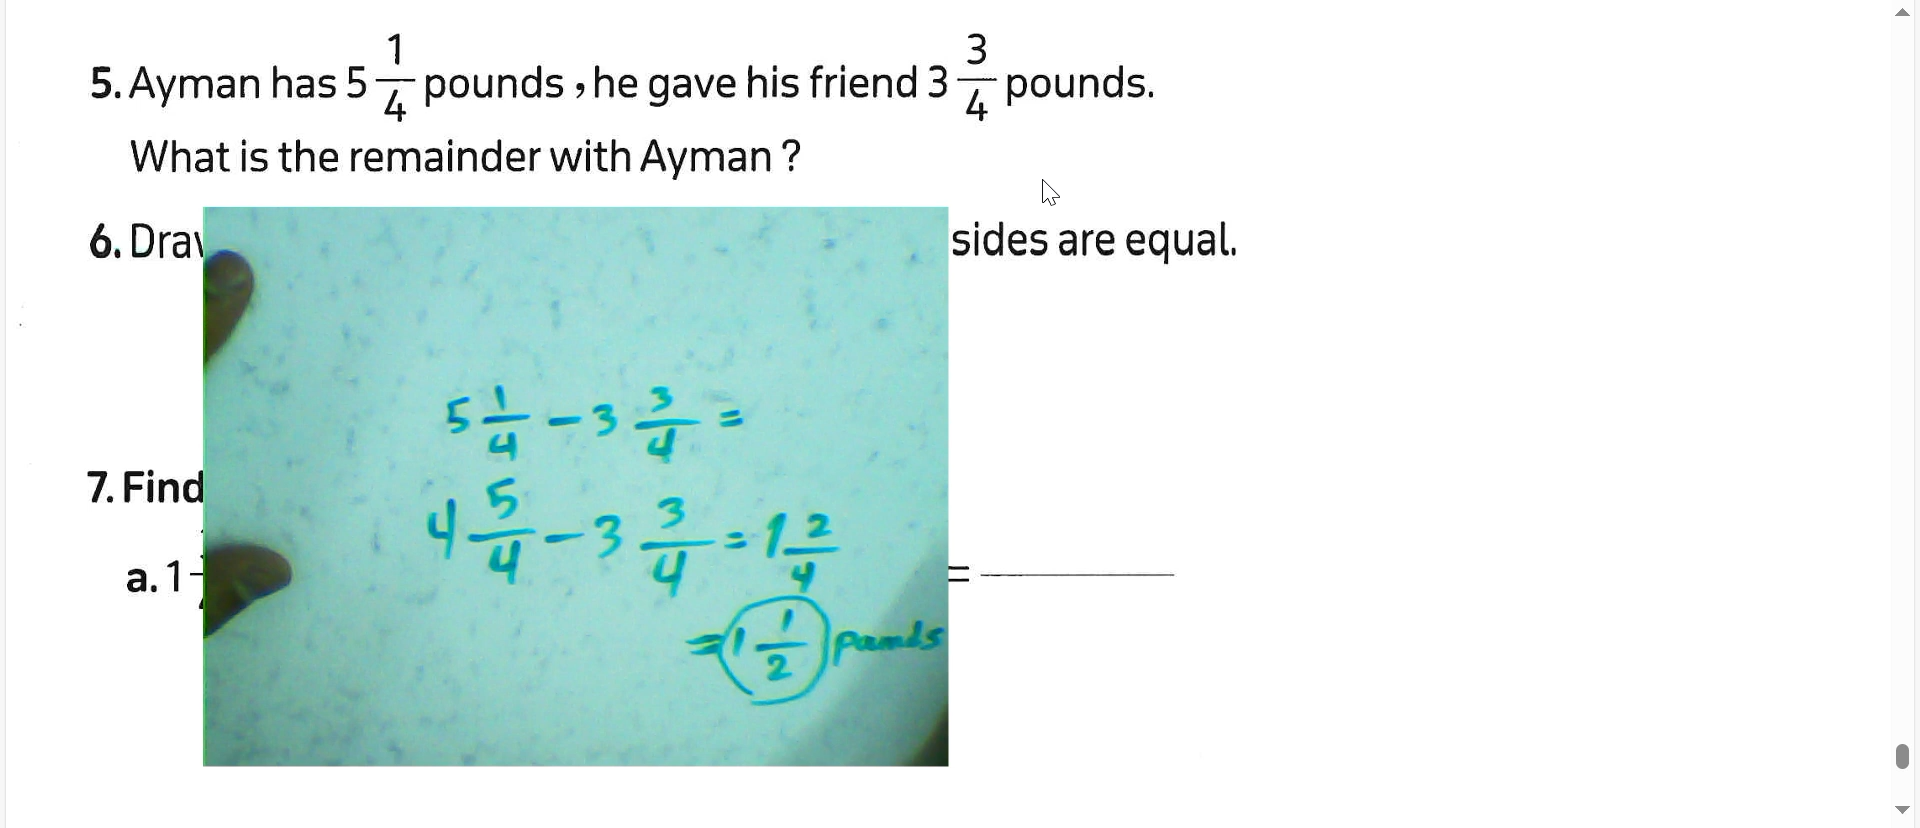 5. Ayman has 5 1/4 pounds , he gave his friend 3 3/4 pounds.
What is the remainder with Ayman ?
6. sides are equal.
5 1/4 - 3 3/4 =
7. Find
4 5/4 - 3 3/4 = 1 2/4
a. 1 =
= 1 1/2 pounds